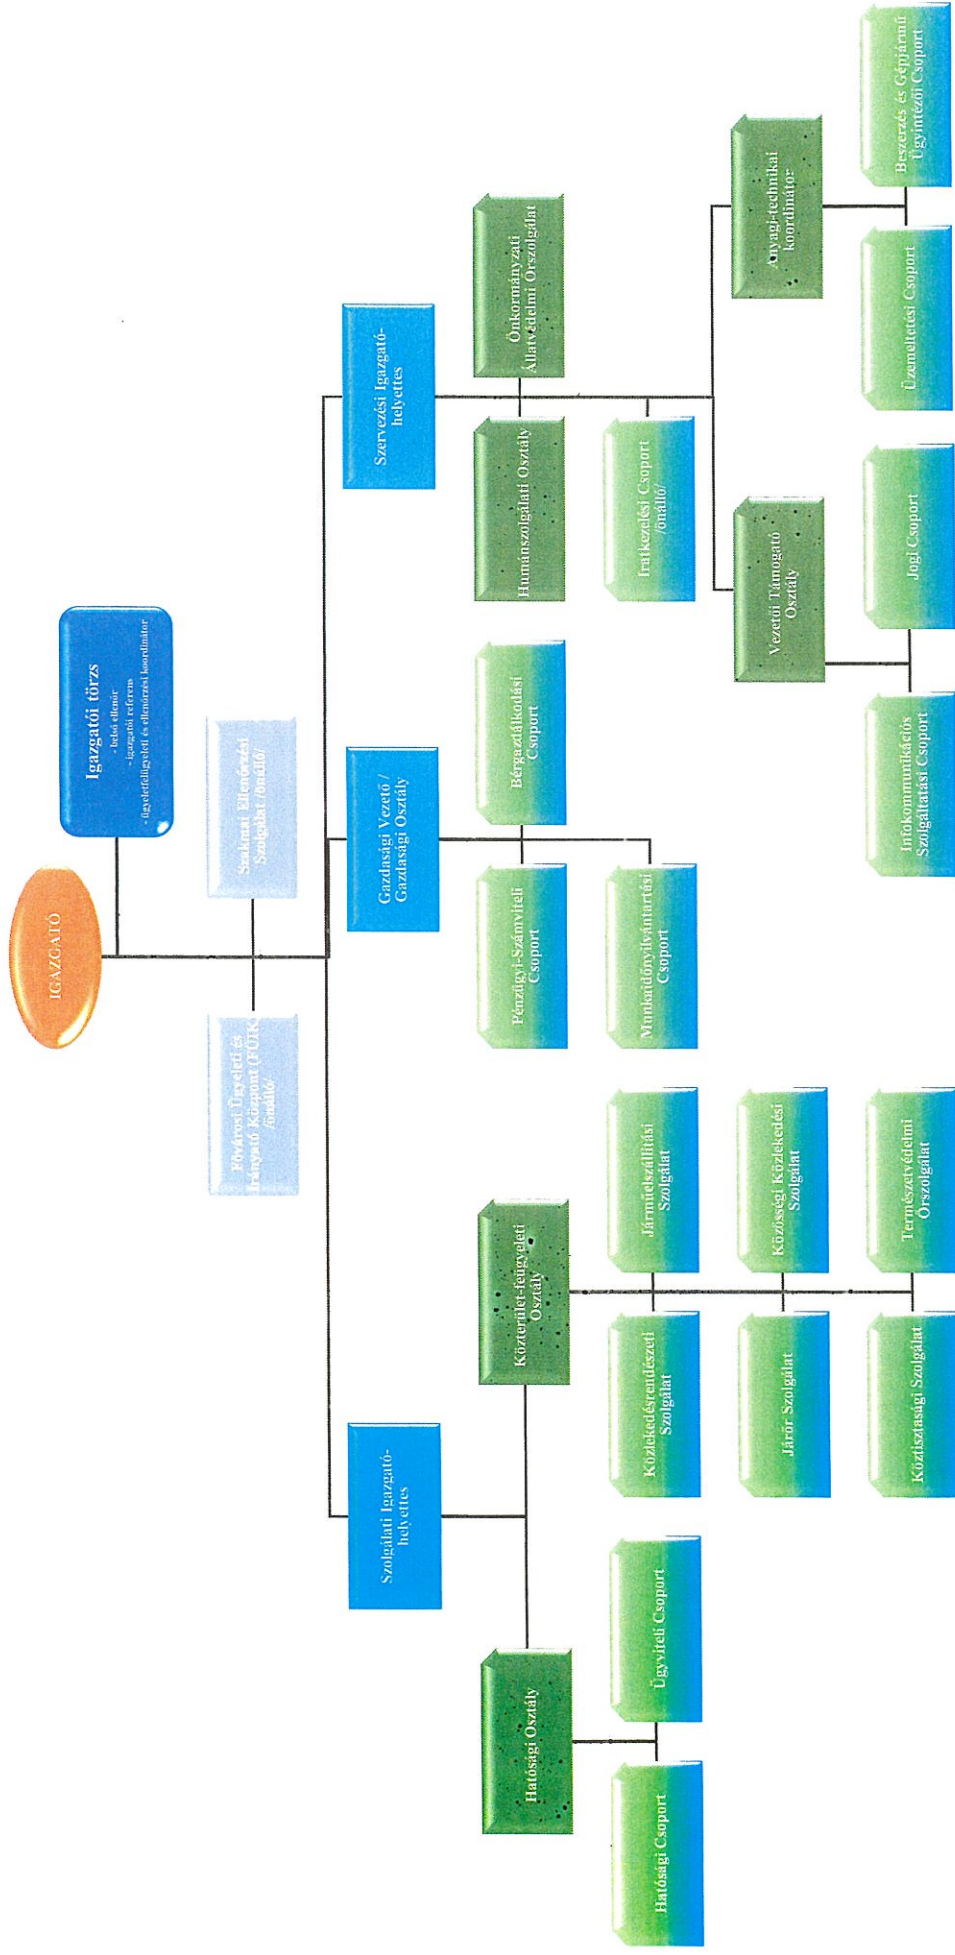 IGAZGATÓ
Igazgatói törzs
- belső ellenőr
- igazgatói referens
- ügyeletfelügyeleti és ellenőrzési koordinátor
Fővárosi Ügyeleti és
Irányító Központ (FÜIK)
/önálló/
Szakmai Ellenőrzési
Szolgálat /önálló/
Szolgálati Igazgató-
helyettes
Gazdasági Vezető /
Gazdasági Osztály
Szervezési Igazgató-
helyettes
Hatósági Osztály
Közterület-feügyeleti
Osztály
Pénzügyi-Számviteli
Csoport
Bérgazdálkodási
Csoport
Humánszolgálati Osztály
Önkormányzati
Állatvédelmi Őrszolgálat
Hatósági Csoport
Ügyviteli Csoport
Közlekedésrendészeti
Szolgálat
Járműelszállítási
Szolgálat
Munkaidőnyilvántartási
Csoport
Iratkezelési Csoport
/önálló/
Járőr Szolgálat
Közösségi Közlekedési
Szolgálat
Vezetői Támogató
Osztály
Anyagi-technikai
koordinátor
Köztisztasági Szolgálat
Természetvédelmi
Őrszolgálat
Infokommunikációs
Szolgáltatási Csoport
Jogi Csoport
Üzemeltetési Csoport
Beszerzés és Gépjármű
Ügyintézői Csoport